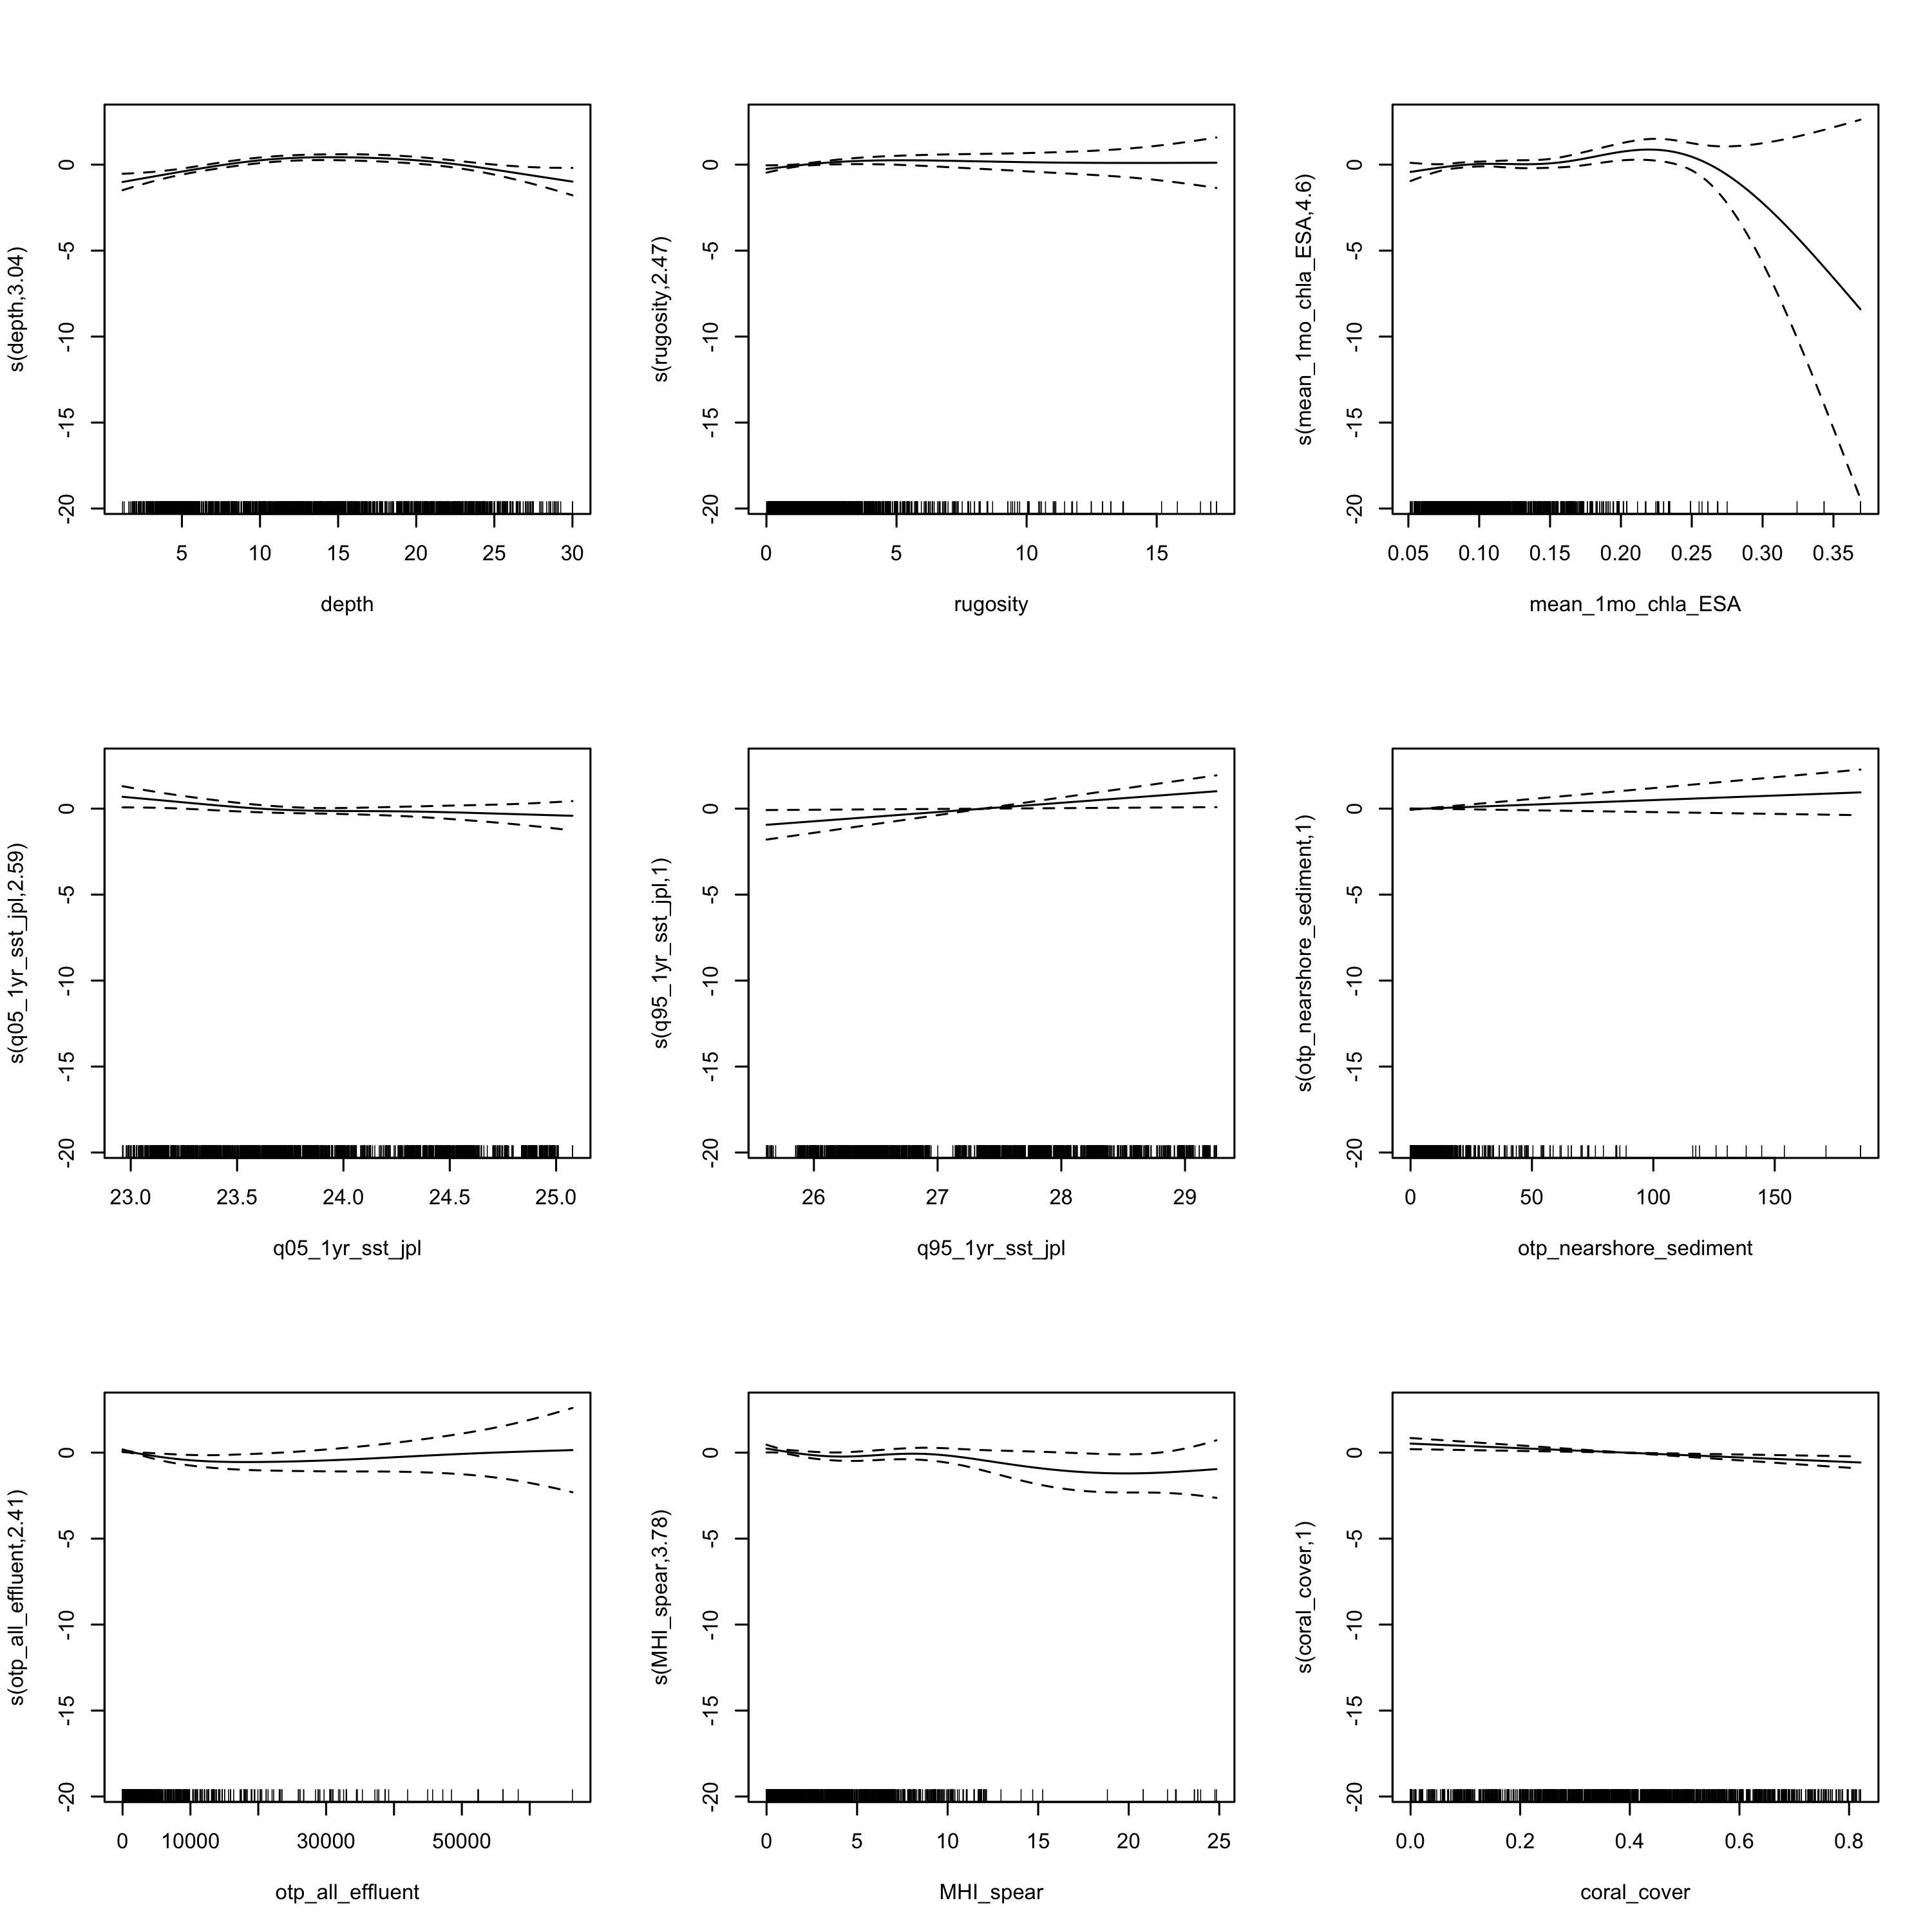 s(depth,3.04)
0
-5
-10
-15
-20
5 10 15 20 25 30
depth
s(rugosity,2.47)
0
-5
-10
-15
-20
0 5 10 15
rugosity
s(mean_1mo_chla_ESA,4.6)
0
-5
-10
-15
-20
0.05 0.10 0.15 0.20 0.25 0.30 0.35
mean_1mo_chla_ESA
s(q05_1yr_sst_jpl,2.59)
0
-5
-10
-15
-20
23.0 23.5 24.0 24.5 25.0
q05_1yr_sst_jpl
s(q95_1yr_sst_jpl,1)
0
-5
-10
-15
-20
26 27 28 29
q95_1yr_sst_jpl
s(otp_nearshore_sediment,1)
0
-5
-10
-15
-20
0 50 100 150
otp_nearshore_sediment
s(otp_all_effluent,2.41)
0
-5
-10
-15
-20
0 10000 30000 50000
otp_all_effluent
s(MHI_spear,3.78)
0
-5
-10
-15
-20
0 5 10 15 20 25
MHI_spear
s(coral_cover,1)
0
-5
-10
-15
-20
0.0 0.2 0.4 0.6 0.8
coral_cover